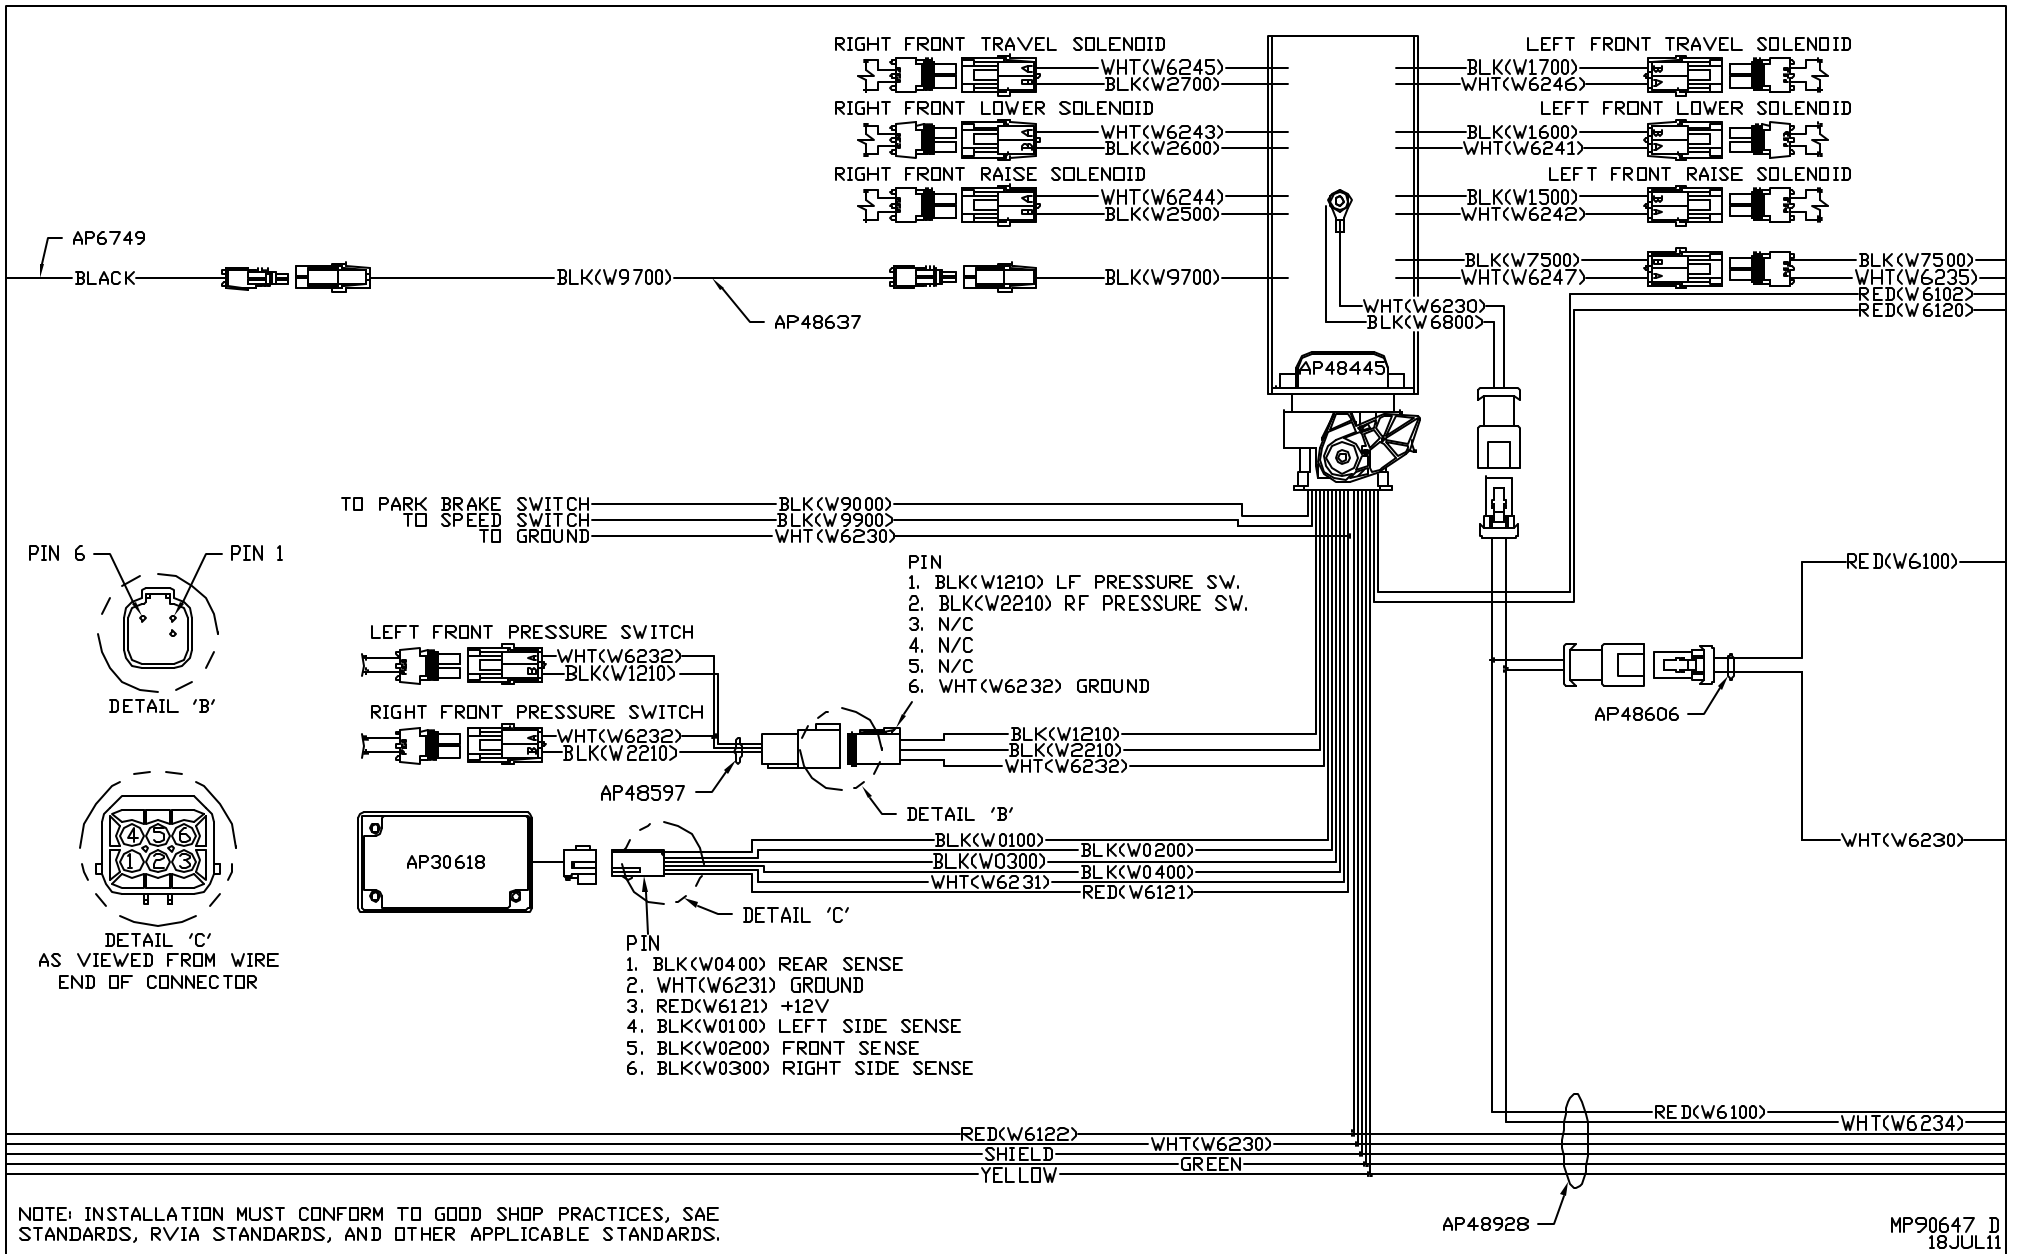 RIGHT FRONT TRAVEL SOLENOID
WHT(W6245)
BLK(W2700)
A
B
RIGHT FRONT LOWER SOLENOID
WHT(W6243)
BLK(W2600)
A
B
RIGHT FRONT RAISE SOLENOID
WHT(W6244)
BLK(W2500)
A
B
LEFT FRONT TRAVEL SOLENOID
BLK(W1700)
WHT(W6246)
B
A
LEFT FRONT LOWER SOLENOID
BLK(W1600)
WHT(W6241)
B
A
LEFT FRONT RAISE SOLENOID
BLK(W1500)
WHT(W6242)
B
A
BLK(W7500)
WHT(W6247)
B
A
BLK(W7500)
WHT(W6235)
RED(W6102)
RED(W6120)
AP6749
BLACK
BLK(W9700)
AP48637
BLK(W9700)
WHT(W6230)
BLK(W6800)
AP48445
TO PARK BRAKE SWITCH
BLK(W9000)
TO SPEED SWITCH
BLK(W9900)
TO GROUND
WHT(W6230)
PIN 6
PIN 1
DETAIL 'B'
PIN
1. BLK(W1210) LF PRESSURE SW.
2. BLK(W2210) RF PRESSURE SW.
3. N/C
4. N/C
5. N/C
6. WHT(W6232) GROUND
LEFT FRONT PRESSURE SWITCH
A
B
WHT(W6232)
BLK(W1210)
RIGHT FRONT PRESSURE SWITCH
A
B
WHT(W6232)
BLK(W2210)
AP48597
BLK(W1210)
BLK(W2210)
WHT(W6232)
DETAIL 'B'
RED(W6100)
AP48606
WHT(W6230)
4 5 6
1 2 3
DETAIL 'C'
AS VIEWED FROM WIRE
END OF CONNECTOR
AP30618
BLK(W0100)
BLK(W0200)
BLK(W0300)
BLK(W0400)
WHT(W6231)
RED(W6121)
DETAIL 'C'
PIN
1. BLK(W0400) REAR SENSE
2. WHT(W6231) GROUND
3. RED(W6121) +12V
4. BLK(W0100) LEFT SIDE SENSE
5. BLK(W0200) FRONT SENSE
6. BLK(W0300) RIGHT SIDE SENSE
RED(W6100)
WHT(W6234)
RED(W6122)
WHT(W6230)
SHIELD
GREEN
YELLOW
AP48928
NOTE: INSTALLATION MUST CONFORM TO GOOD SHOP PRACTICES, SAE
STANDARDS, RVIA STANDARDS, AND OTHER APPLICABLE STANDARDS.
MP90647 D
18JUL11